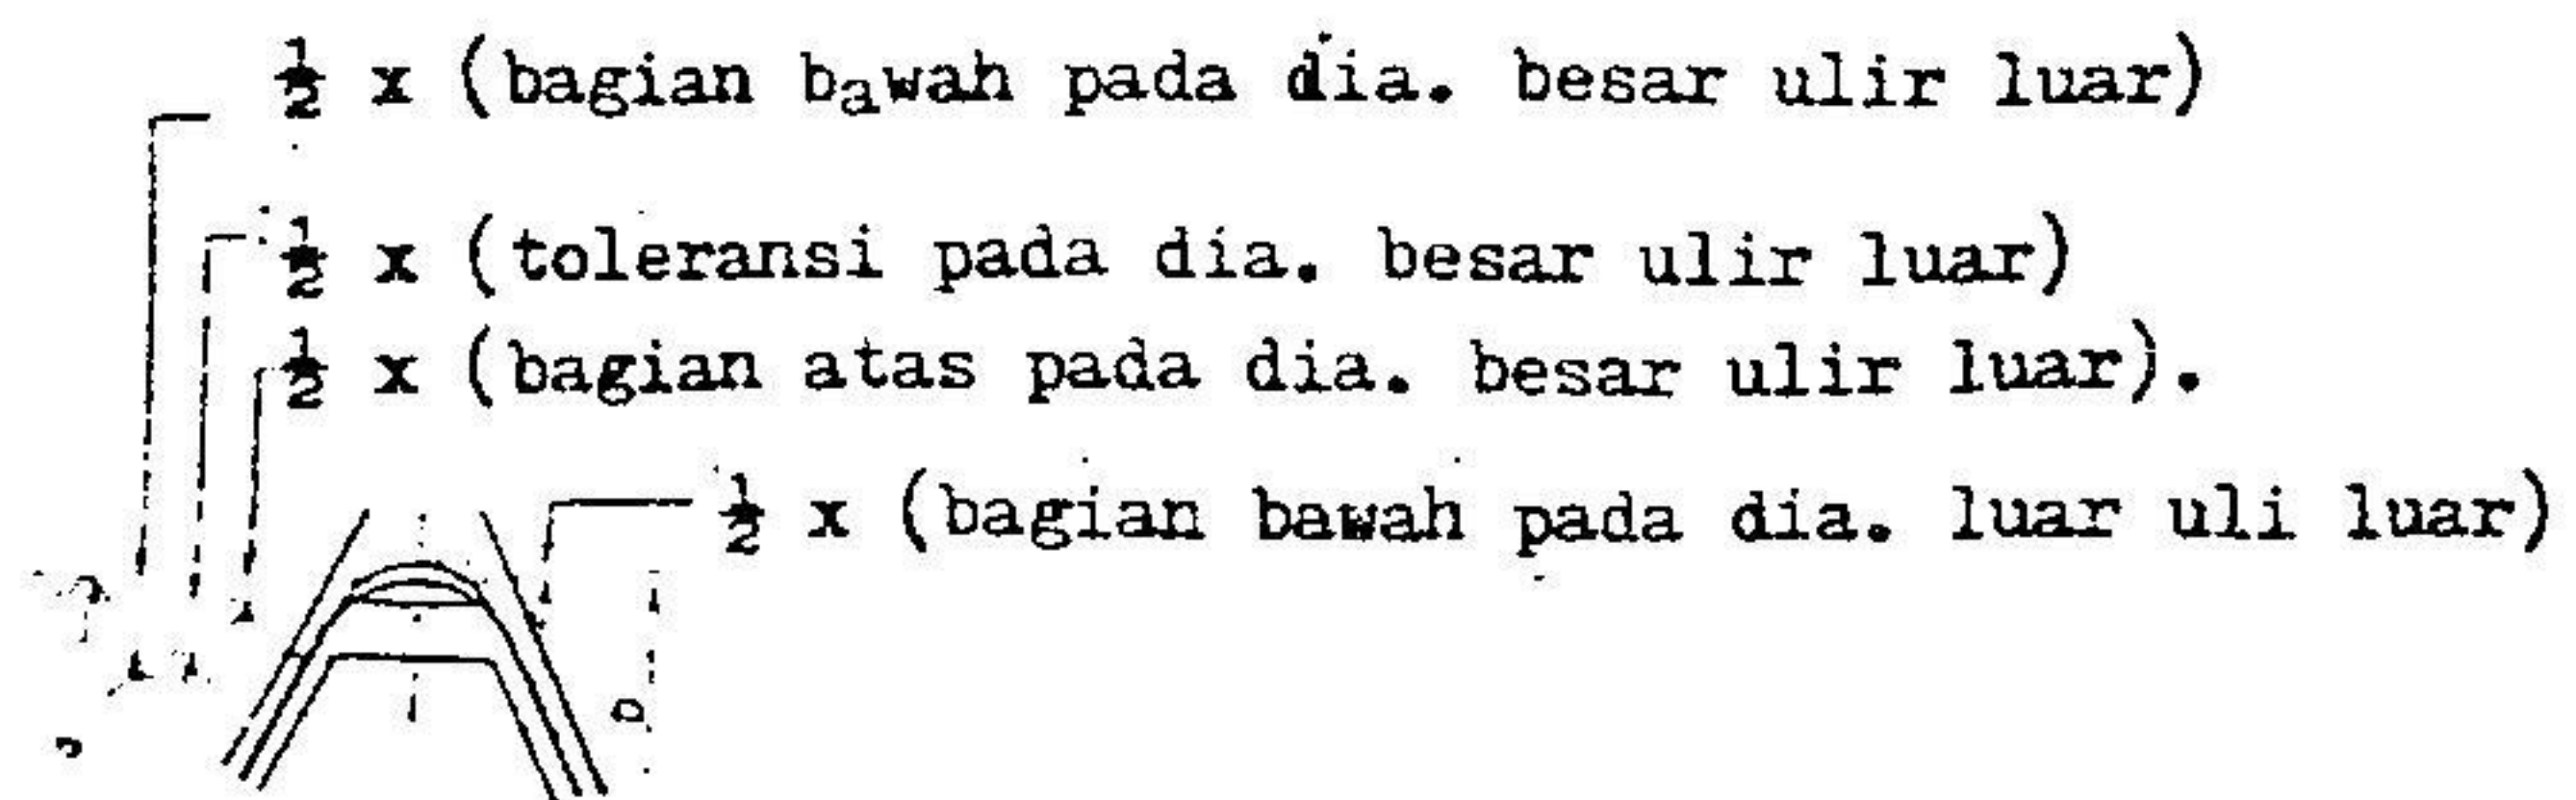 ½ x (bagian bawah pada dia. besar ulir luar)
½ x (toleransi pada dia. besar ulir luar)
½ x (bagian atas pada dia. besar ulir luar).
½ x (bagian bawah pada dia. luar uli luar)